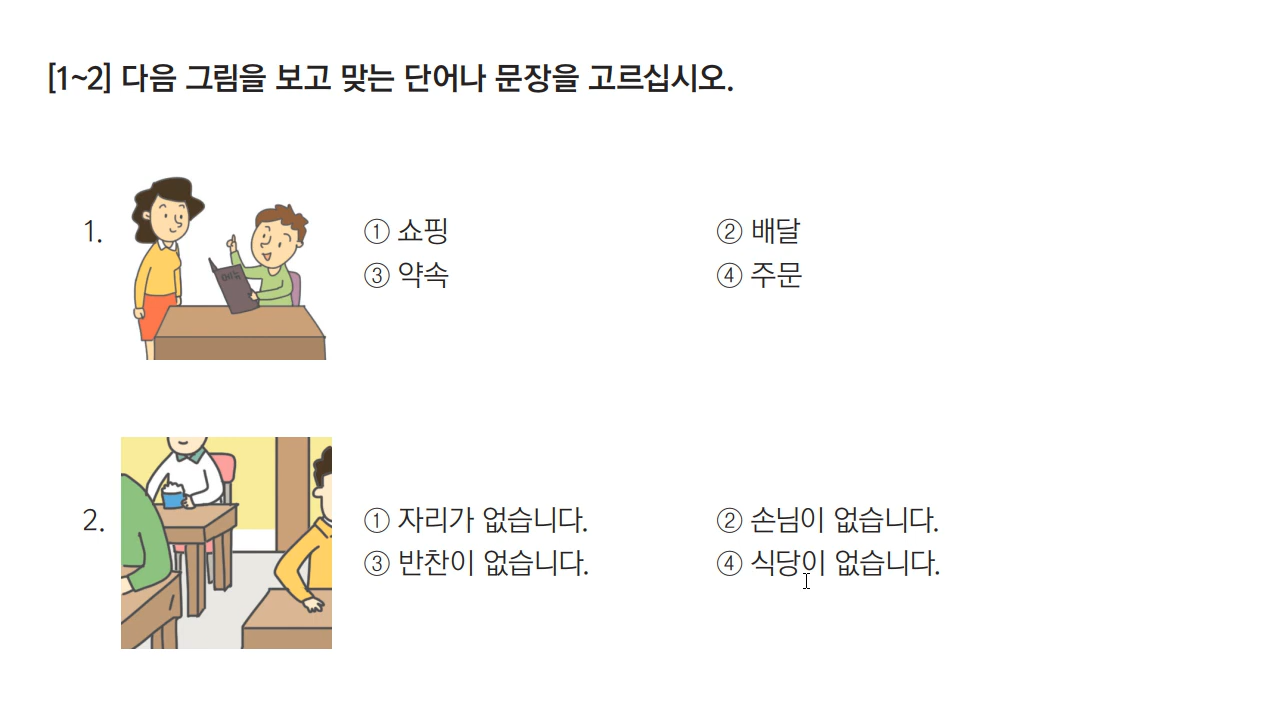 [1~2] 다음 그림을 보고 맞는 단어나 문장을 고르십시오.
1.
메뉴
① 쇼핑 ② 배달
③ 약속 ④ 주문
2.
① 자리가 없습니다. ② 손님이 없습니다.
③ 반찬이 없습니다. ④ 식당이 없습니다.